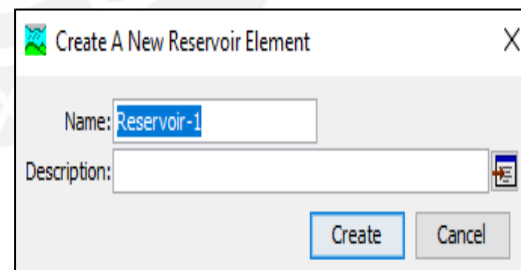 Create A New Reservoir Element
Name: Reservoir-1
Description:
Create Cancel